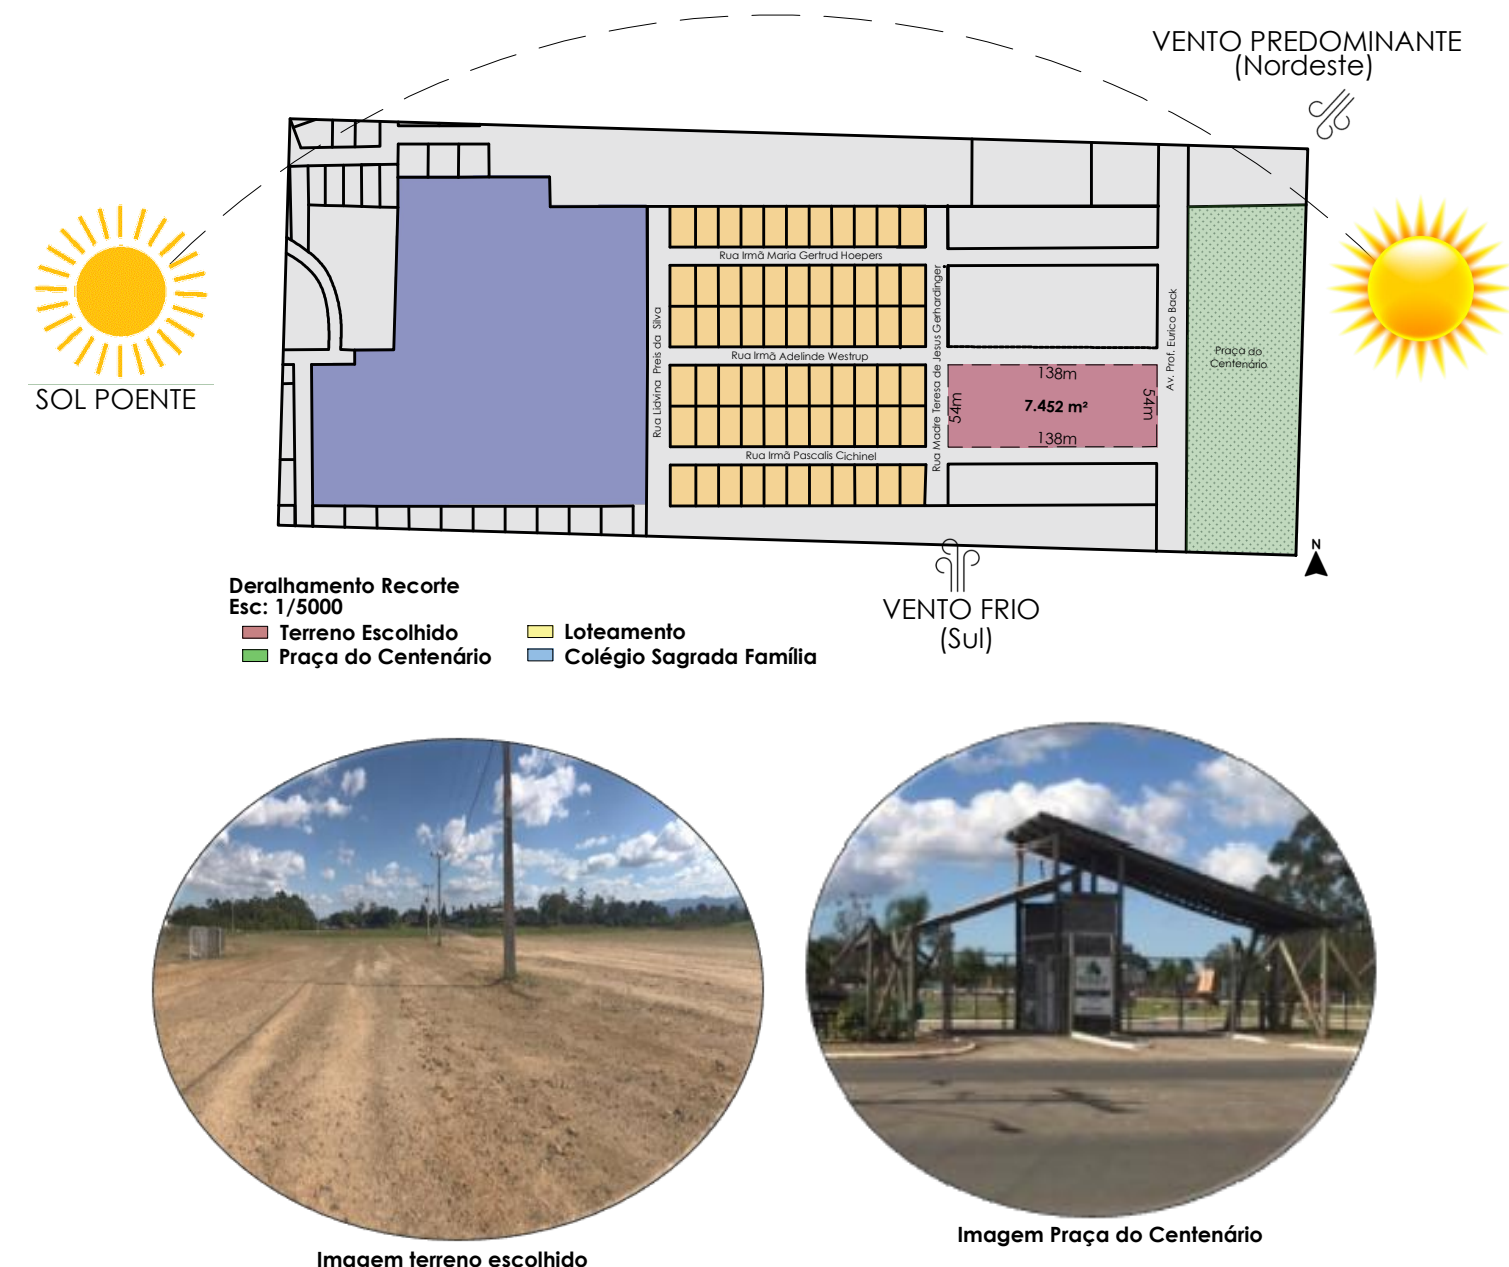 VENTO PREDOMINANTE
(Nordeste)
SOL POENTE
Rua Irmã Maria Gertrud Hoepers
Rua Irmã Adelinde Westrup
Rua Irmã Pascalis Cichinel
Rua Lidvina Preis da Silva
Rua Madre Teresa de Jesus Gerhardinger
Av. Prof. Eurico Back
138m
54m
7.452 m²
54m
138m
Praça do
Centenário
N
VENTO FRIO
(Sul)
Deralhamento Recorte
Esc: 1/5000
Terreno Escolhido
Loteamento
Praça do Centenário
Colégio Sagrada Família
Imagem Praça do Centenário
Imagem terreno escolhido